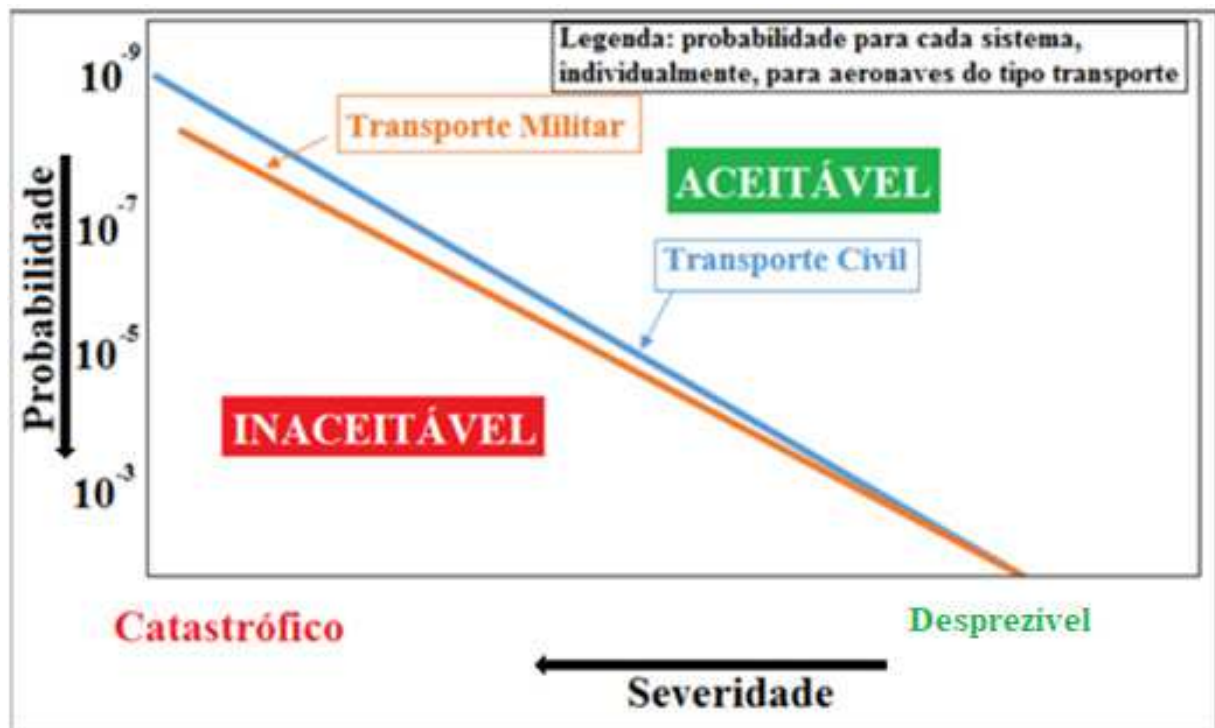 Legenda: probabilidade para cada sistema,
individualmente, para aeronaves do tipo transporte
10⁻⁹
Transporte Militar
ACEITÁVEL
Probabilidade
10⁻⁷
Transporte Civil
10⁻⁵
INACEITÁVEL
10⁻³
Catastrófico
Desprezível
Severidade